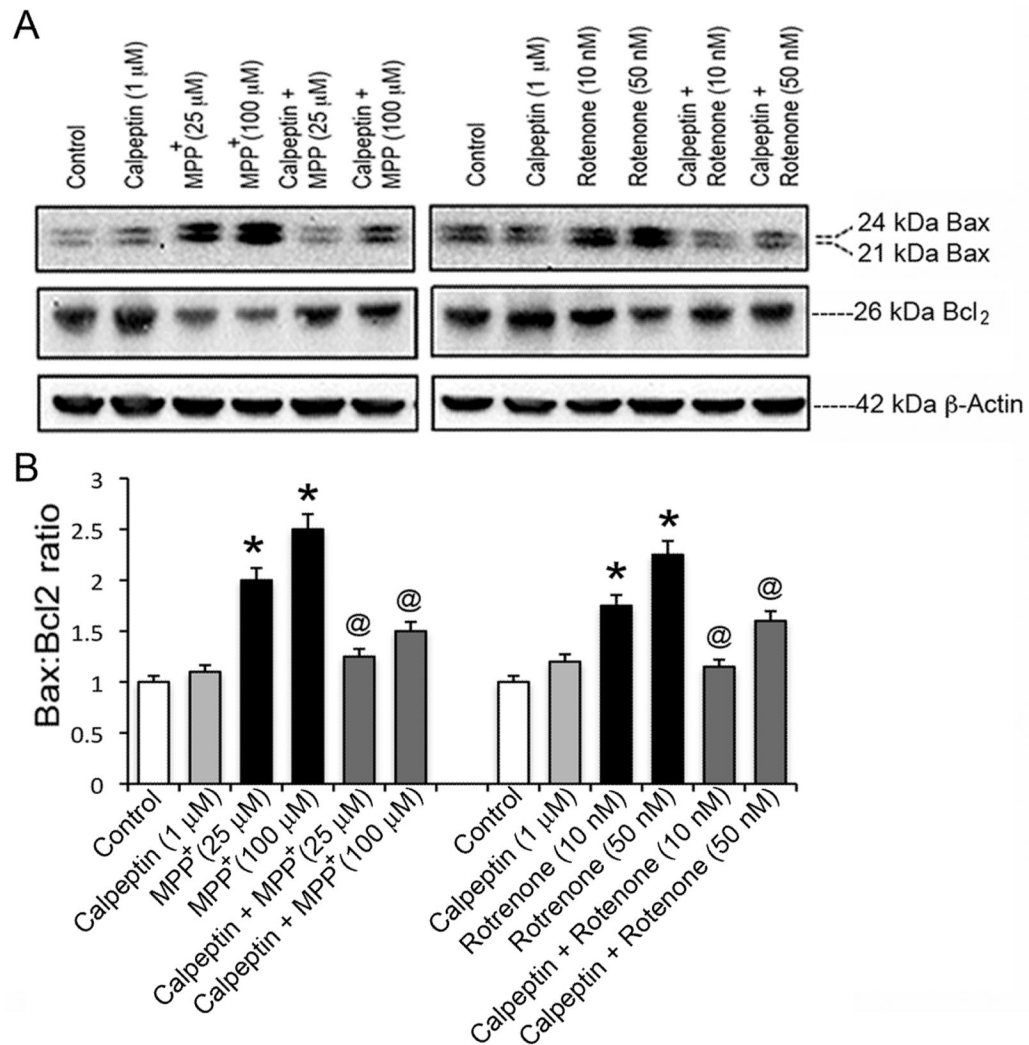 A
Control
Calpeptin (1 μM)
MPP⁺ (25 μM)
MPP⁺ (100 μM)
Calpeptin +
MPP⁺ (25 μM)
Calpeptin +
MPP⁺ (100 μM)
Control
Calpeptin (1 μM)
Rotenone (10 nM)
Rotenone (50 nM)
Calpeptin +
Rotenone (10 nM)
Calpeptin +
Rotenone (50 nM)
24 kDa Bax
21 kDa Bax
26 kDa Bcl₂
42 kDa β-Actin
B
Bax:Bcl2 ratio
3
2.5
2
1.5
1
0.5
0
*
*
@
@
*
*
@
@
Control
Calpeptin (1 μM)
MPP⁺ (25 μM)
MPP⁺ (100 μM)
Calpeptin + MPP⁺ (25 μM)
Calpeptin + MPP⁺ (100 μM)
Control
Calpeptin (1 μM)
Rotrenone (10 nM)
Rotrenone (50 nM)
Calpeptin + Rotenone (10 nM)
Calpeptin + Rotenone (50 nM)